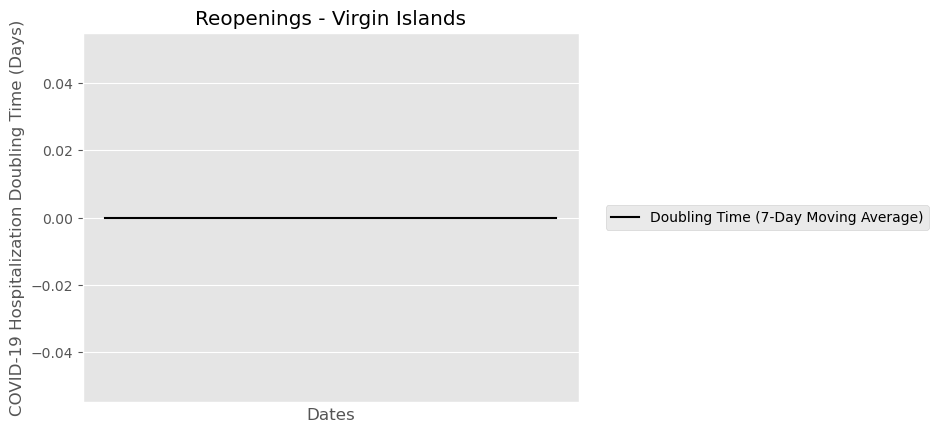 Reopenings - Virgin Islands
COVID-19 Hospitalization Doubling Time (Days)
0.04
0.02
0.00
−0.02
−0.04
Dates
Doubling Time (7-Day Moving Average)